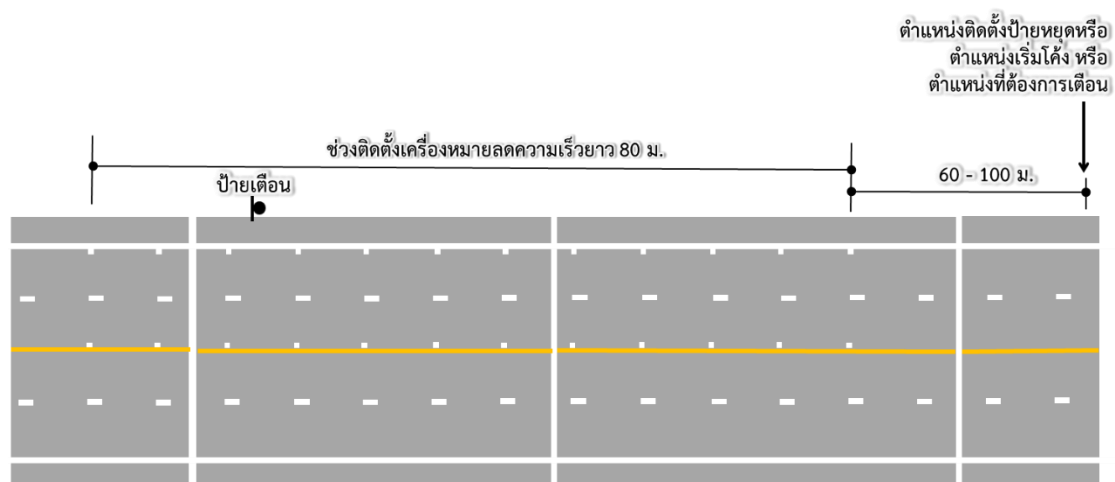 ตำแหน่งติดตั้งป้ายหยุดหรือ
ตำแหน่งเริ่มโค้ง หรือ
ตำแหน่งที่ต้องการเตือน
ช่วงติดตั้งเครื่องหมายลดความเร็วยาว 80 ม.
60 - 100 ม.
ป้ายเตือน